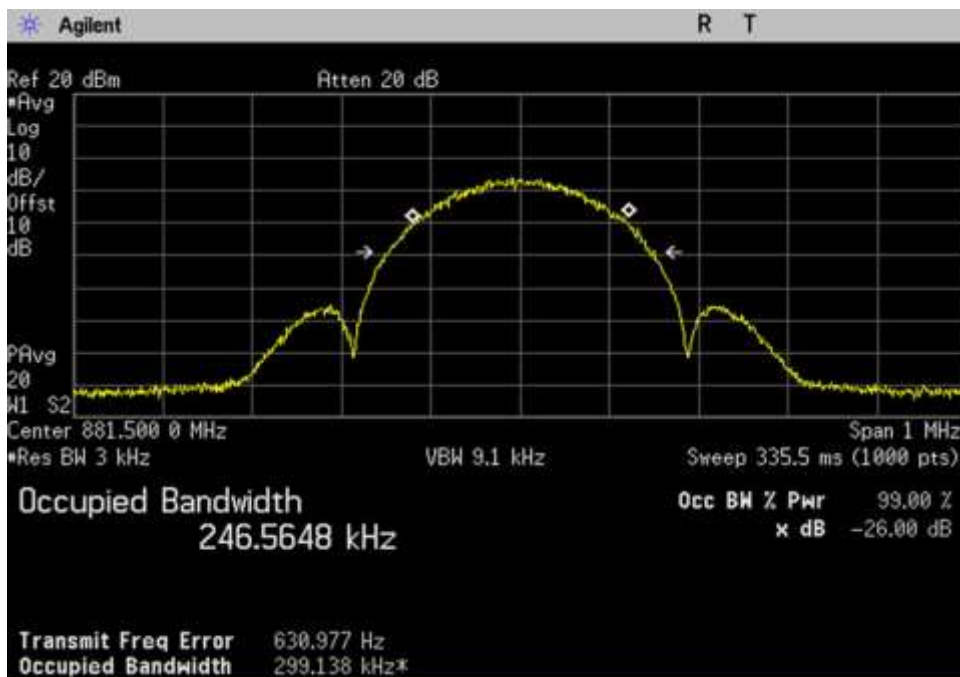 Agilent R T
Ref 20 dBm Atten 20 dB
#Avg
Log
10
dB/
Offst
10
dB
PAvg
20
W1 S2
Center 881.500 0 MHz Span 1 MHz
#Res BW 3 kHz VBW 9.1 kHz Sweep 335.5 ms (1000 pts)
Occupied Bandwidth Occ BW % Pwr 99.00 %
246.5648 kHz x dB -26.00 dB
Transmit Freq Error 630.977 Hz
Occupied Bandwidth 299.138 kHz*